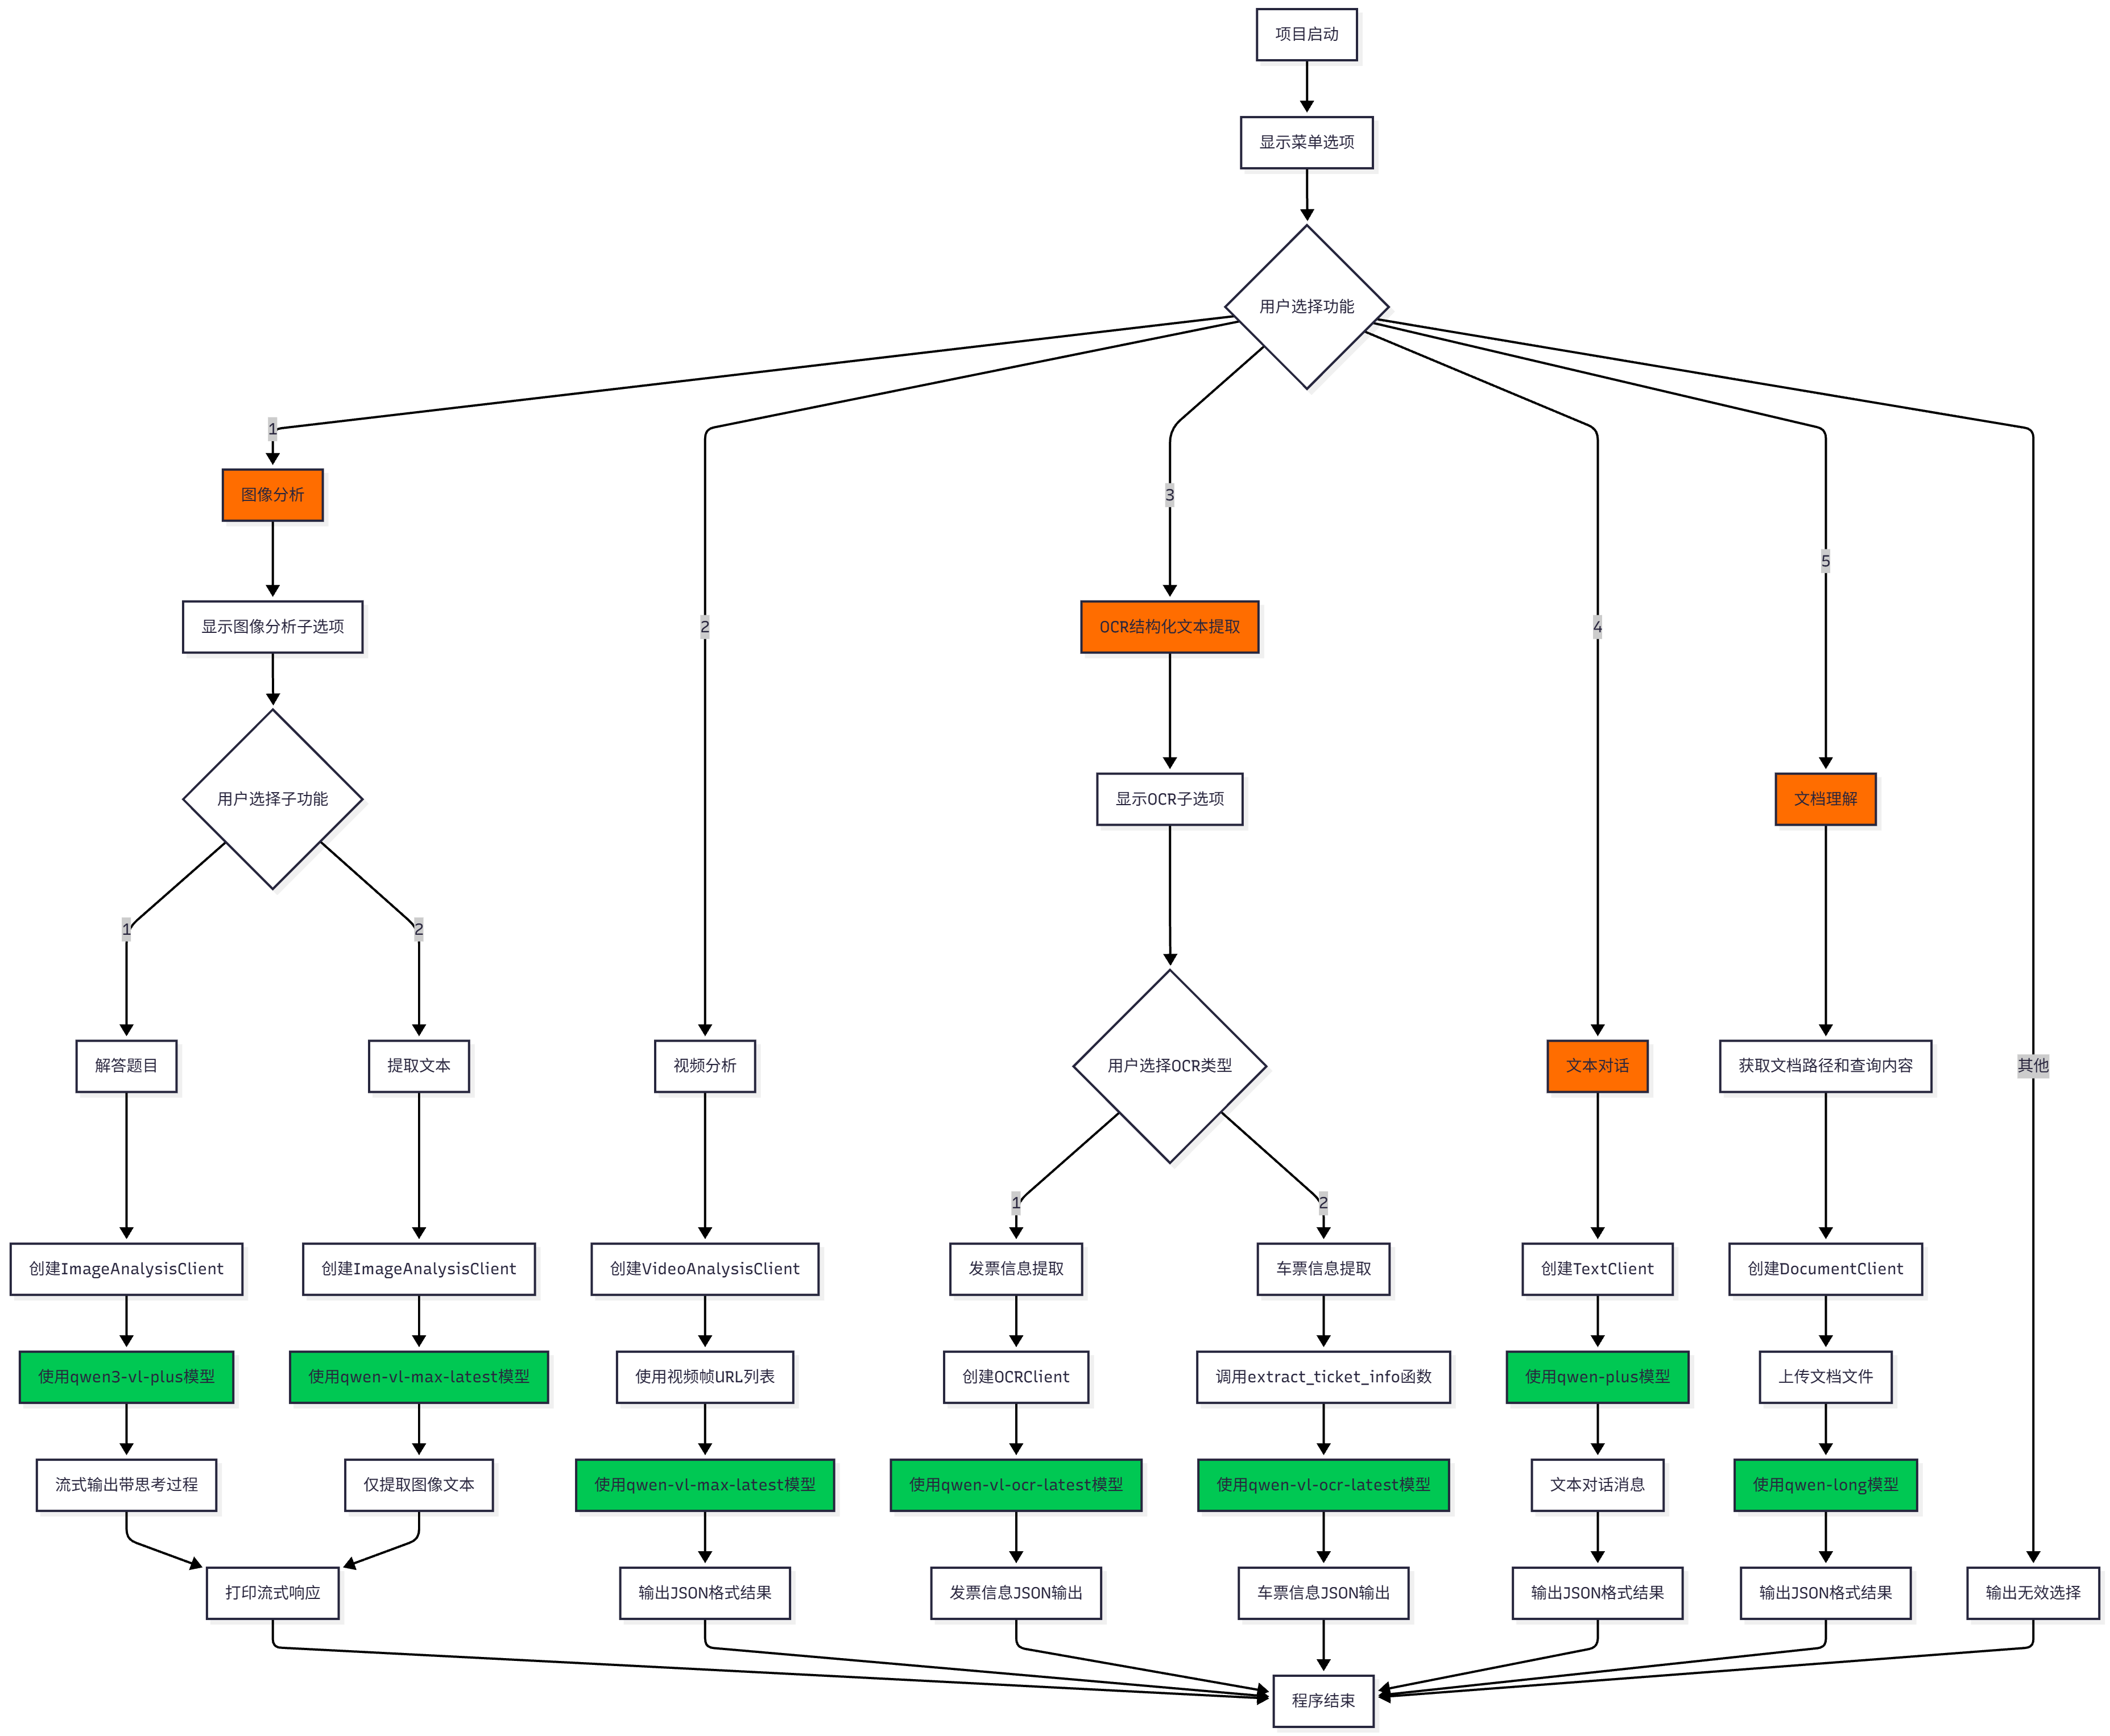 项目启动
显示菜单选项
用户选择功能
1
图像分析
3
5
显示图像分析子选项
2
OCR结构化文本提取
4
用户选择子功能
显示OCR子选项
文档理解
1
2
解答题目
提取文本
视频分析
用户选择OCR类型
文本对话
获取文档路径和查询内容
其他
1
2
创建ImageAnalysisClient
创建ImageAnalysisClient
创建VideoAnalysisClient
发票信息提取
车票信息提取
创建TextClient
创建DocumentClient
使用qwen3-vl-plus模型
使用qwen-vl-max-latest模型
使用视频帧URL列表
创建OCRClient
调用extract_ticket_info函数
使用qwen-plus模型
上传文档文件
流式输出带思考过程
仅提取图像文本
使用qwen-vl-max-latest模型
使用qwen-vl-ocr-latest模型
使用qwen-vl-ocr-latest模型
文本对话消息
使用qwen-long模型
打印流式响应
输出JSON格式结果
发票信息JSON输出
车票信息JSON输出
输出JSON格式结果
输出JSON格式结果
输出无效选择
程序结束